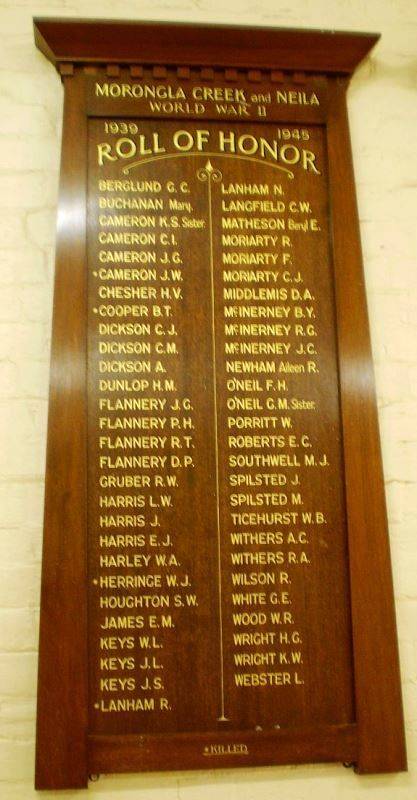 MORONGLA CREEK and NEILA
WORLD WAR II
1939 1945
ROLL OF HONOR
BERGLUND G. C.
BUCHANAN Marj.
CAMERON K. S. Sister
CAMERON C. I.
CAMERON J. G.
*CAMERON J. W.
CHESHER H. V.
*COOPER B. T.
DICKSON C. J.
DICKSON C. M.
DICKSON A.
DUNLOP H. M.
FLANNERY J. G.
FLANNERY P. H.
FLANNERY R. T.
FLANNERY D. P.
GRUBER R. W.
HARRIS L. W.
HARRIS J.
HARRIS E. J.
HARLEY W. A.
*HERRINGE W. J.
HOUGHTON S. W.
JAMES E. M.
KEYS W. L.
KEYS J. L.
KEYS J. S.
*LANHAM R.
LANHAM N.
LANGFIELD C. W.
MATHESON Beryl E.
MORIARTY R.
MORIARTY F.
MORIARTY C. J.
MIDDLEMIS D. A.
McINERNEY B. Y.
McINERNEY R. G.
McINERNEY J. C.
NEWHAM Aileen R.
O'NEIL F. H.
O'NEIL G. M. Sister
PORRITT W.
ROBERTS E. C.
SOUTHWELL M. J.
SPILSTED J.
SPILSTED M.
TICEHURST W. B.
WITHERS A. C.
WITHERS R. A.
WILSON R.
WHITE G. E.
WOOD W. R.
WRIGHT H. G.
WRIGHT K. W.
WEBSTER L.
*KILLED